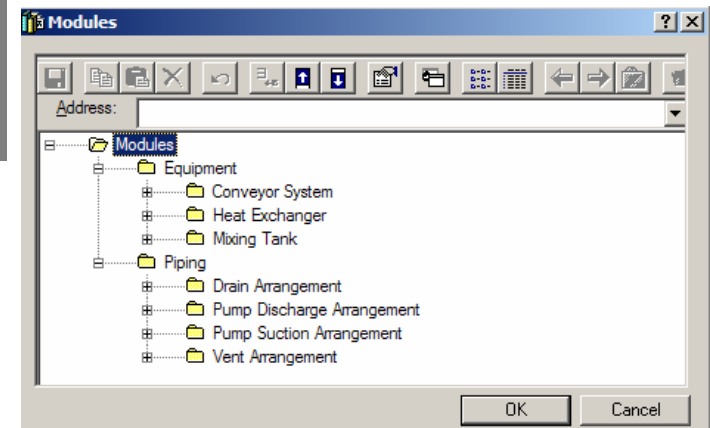 Modules
Address:
Modules
Equipment
Conveyor System
Heat Exchanger
Mixing Tank
Piping
Drain Arrangement
Pump Discharge Arrangement
Pump Suction Arrangement
Vent Arrangement
OK Cancel